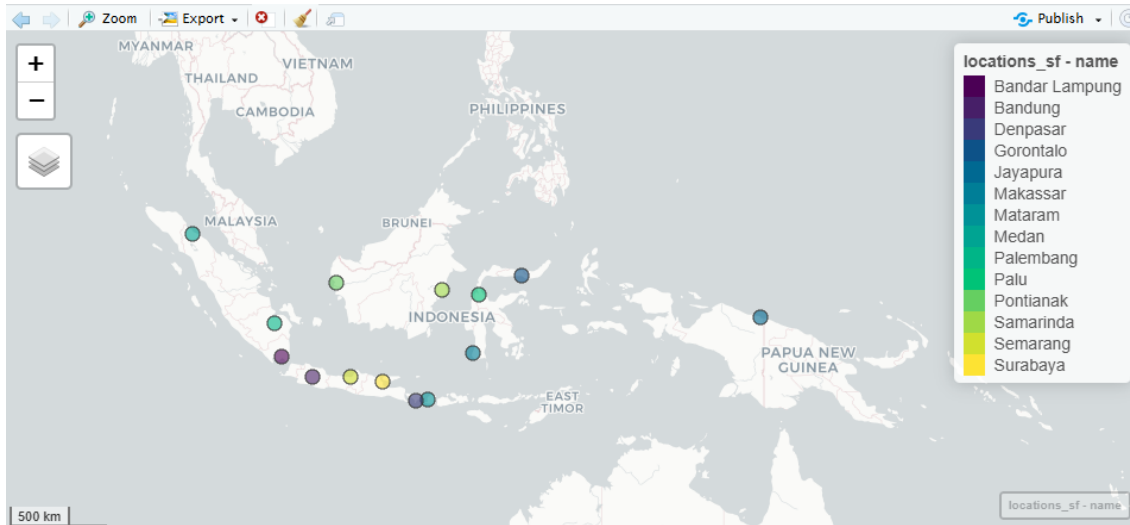 Zoom Export Publish
+
−
locations_sf - name
Bandar Lampung
Bandung
Denpasar
Gorontalo
Jayapura
Makassar
Mataram
Medan
Palembang
Palu
Pontianak
Samarinda
Semarang
Surabaya
MYANMAR
VIETNAM
THAILAND
CAMBODIA
PHILIPPINES
MALAYSIA
BRUNEI
INDONESIA
PAPUA NEW
GUINEA
EAST
TIMOR
500 km
locations_sf - name